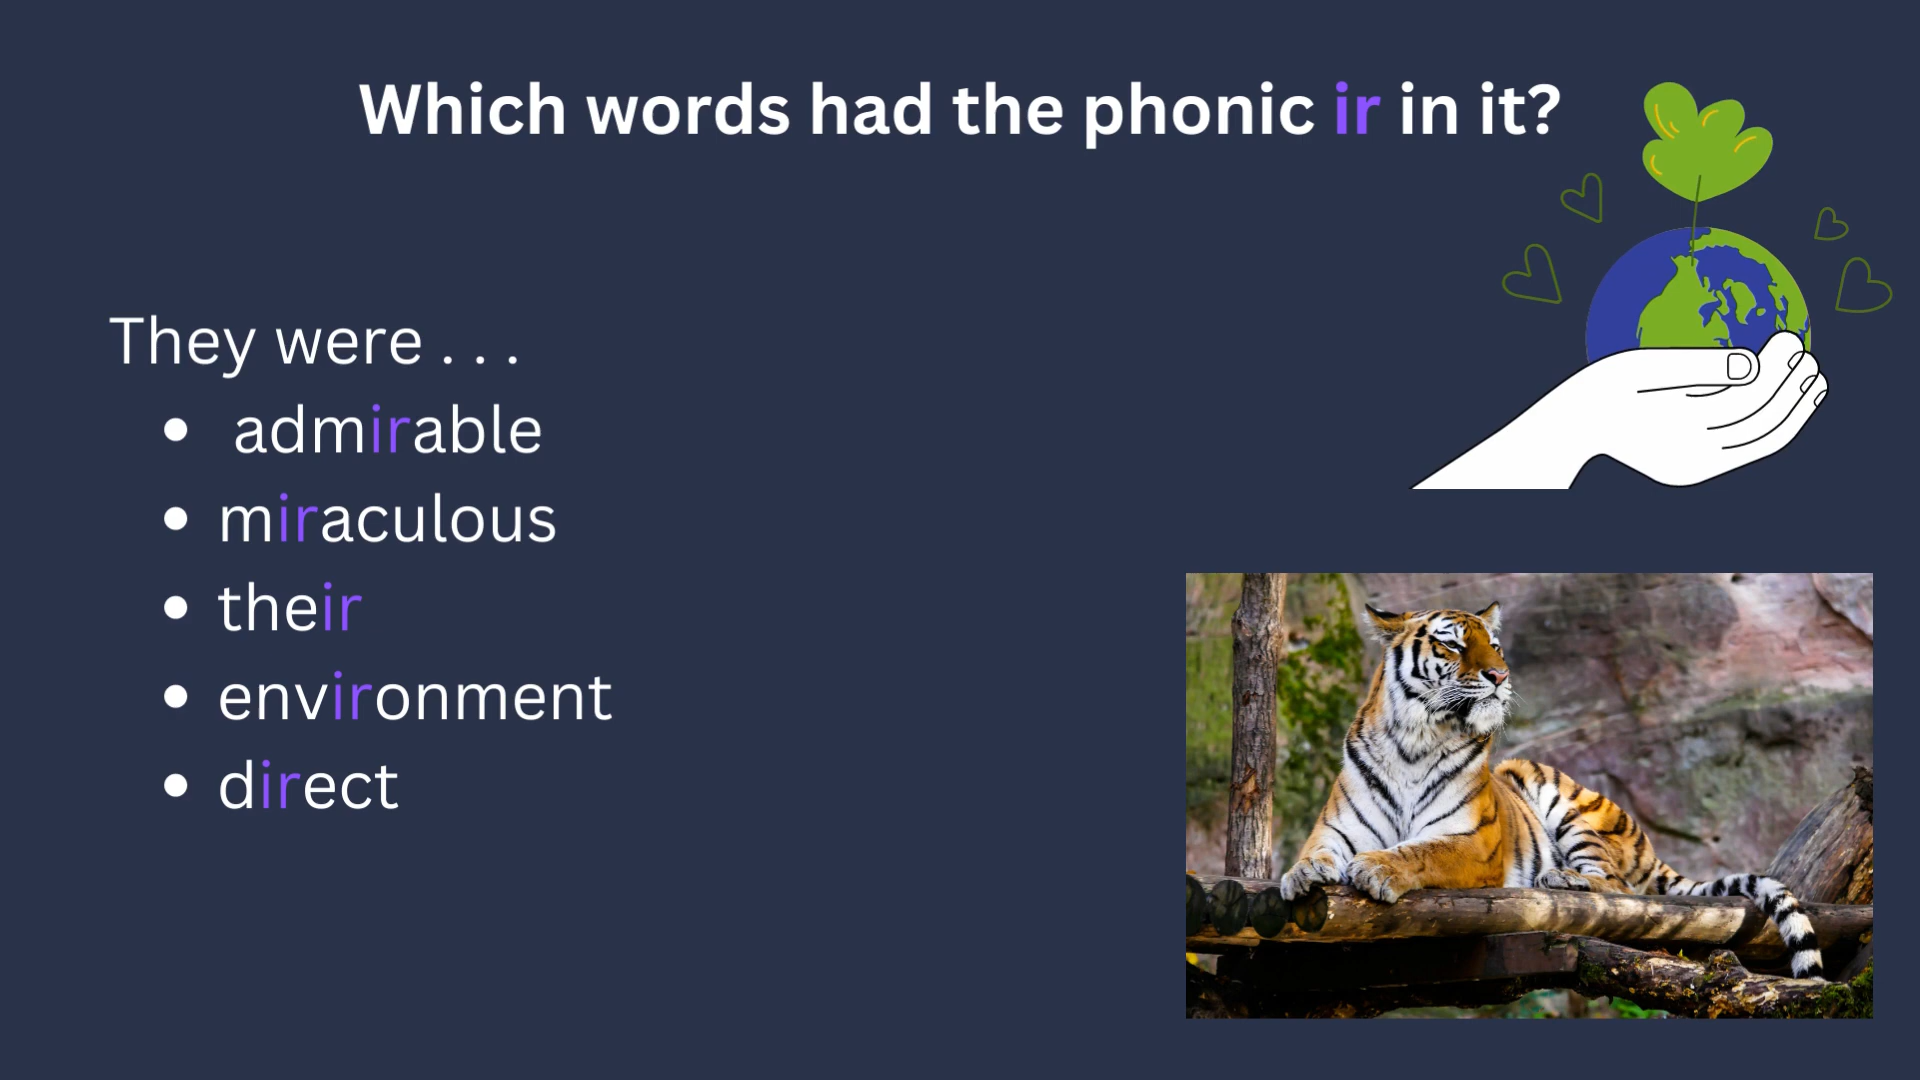 Which words had the phonic ir in it?
They were . . .
• admirable
• miraculous
• their
• environment
• direct